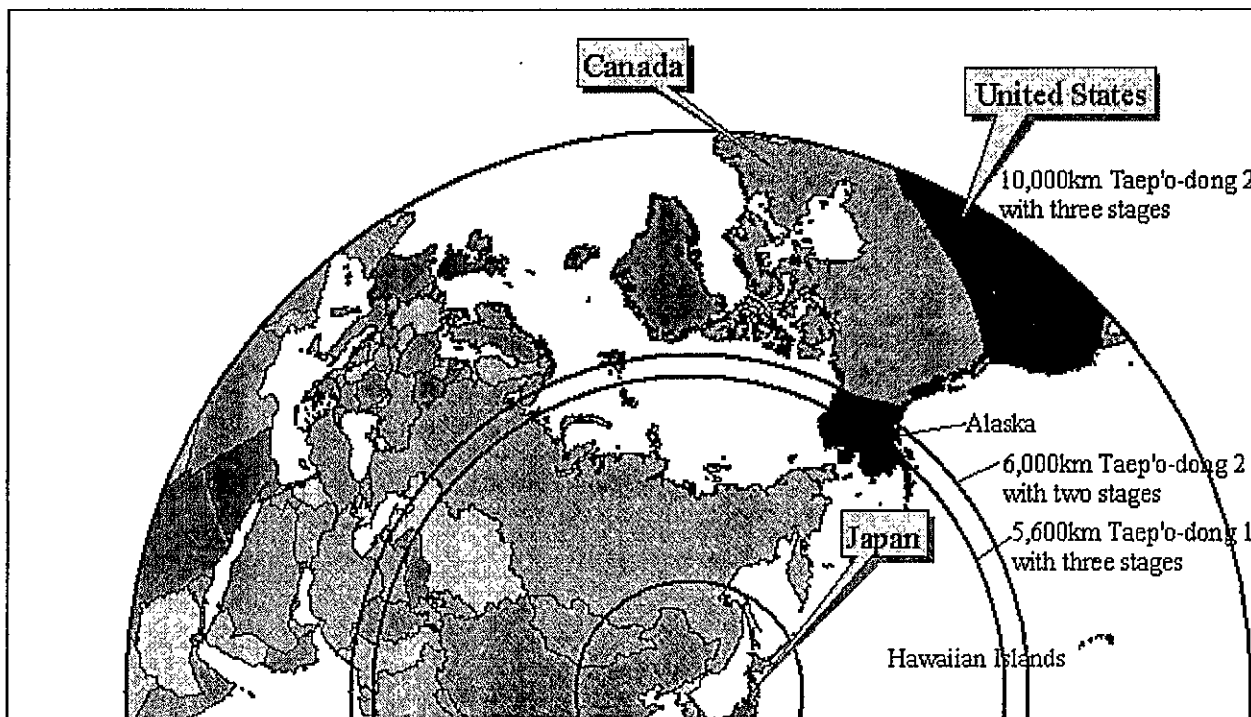 Canada
United States
10,000km Taep'o-dong 2
with three stages
Alaska
6,000km Taep'o-dong 2
with two stages
Japan
5,600km Taep'o-dong 1
with three stages
Hawaiian Islands